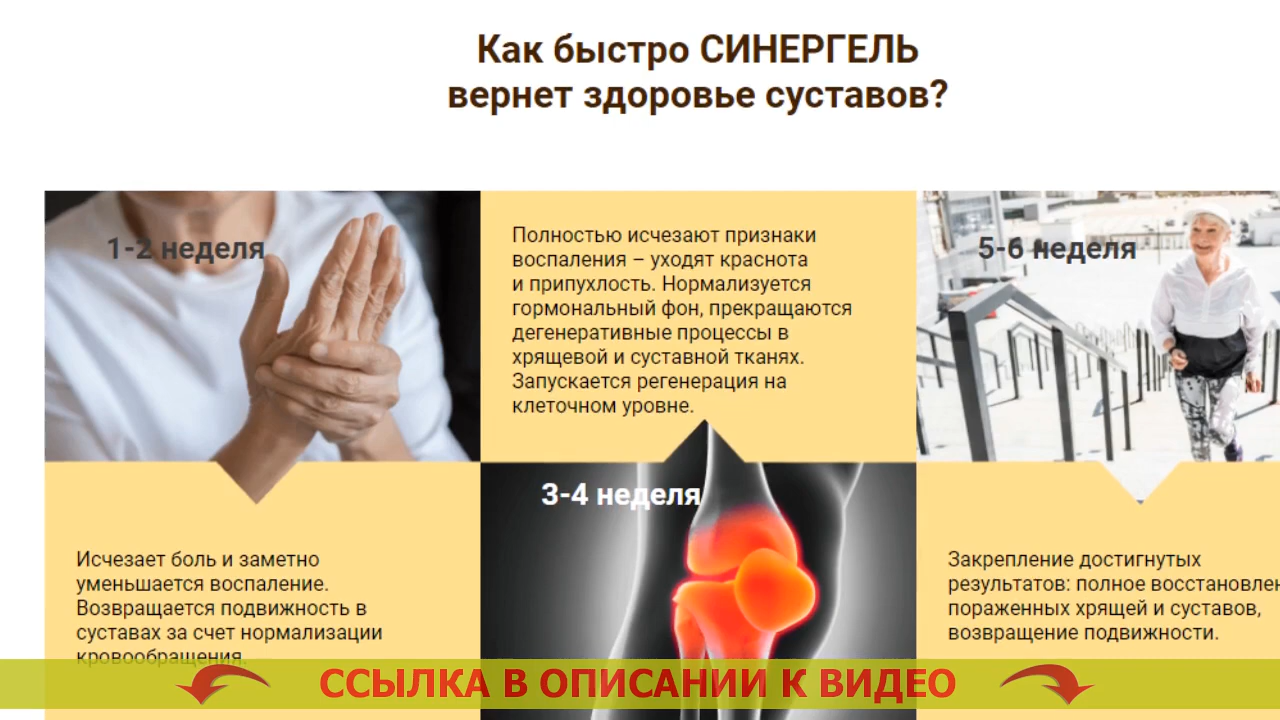 Как быстро СИНЕРГЕЛЬ
вернет здоровье суставов?
1-2 неделя
Исчезает боль и заметно
уменьшается воспаление.
Возвращается подвижность в
суставах за счет нормализации
кровообращения.
Полностью исчезают признаки
воспаления – уходят краснота
и припухлость. Нормализуется
гормональный фон, прекращаются
дегенеративные процессы в
хрящевой и суставной тканях.
Запускается регенерация на
клеточном уровне.
3-4 неделя
5-6 неделя
Закрепление достигнутых
результатов: полное
пораженных хрящей и суставов,
возвращение подвижности.
ССЫЛКА В ОПИСАНИИ К ВИДЕО